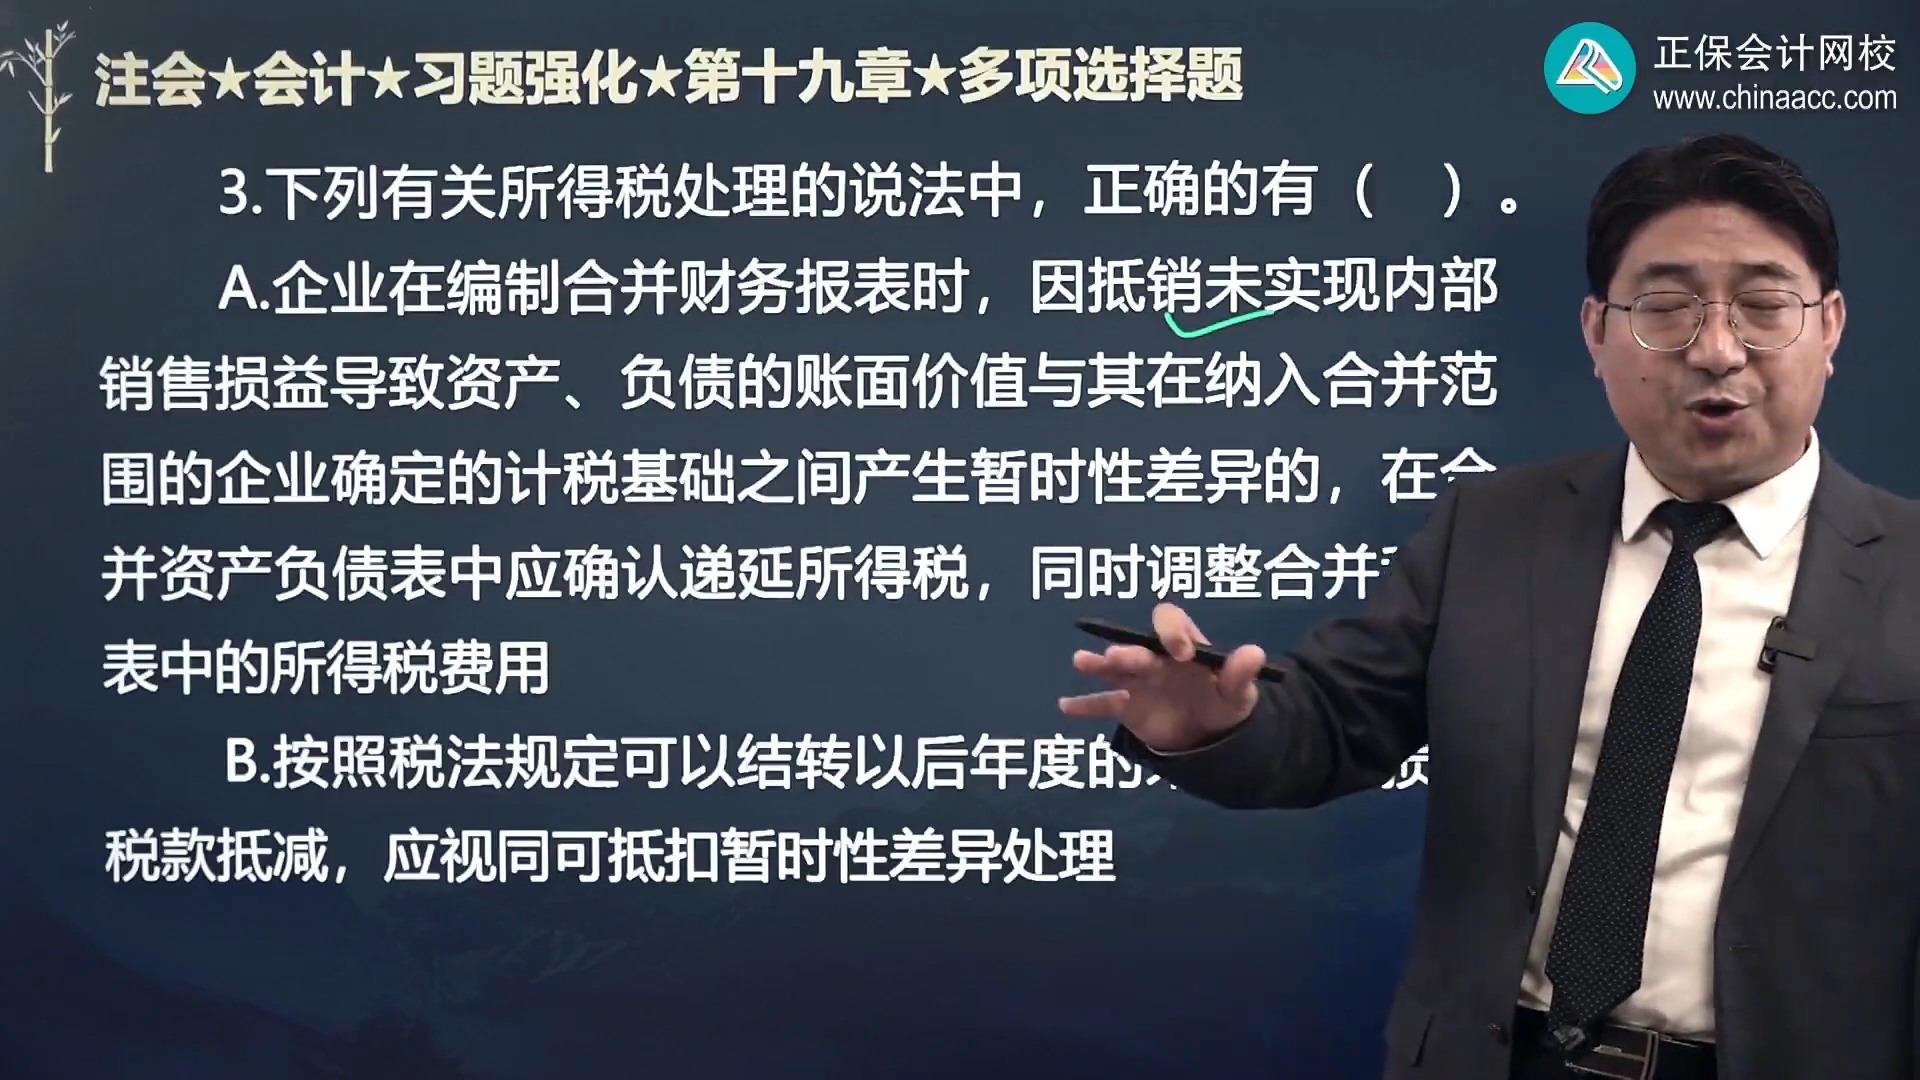 注会★会计★习题强化★第十九章★多项选择题
正保会计网校
www.chinaacc.com
3.下列有关所得税处理的说法中，正确的有（ ）。
A.企业在编制合并财务报表时，因抵销未实现内部
销售损益导致资产、负债的账面价值与其在纳入合并范
围的企业确定的计税基础之间产生暂时性差异的，在合
并资产负债表中应确认递延所得税，同时调整合并
表中的所得税费用
B.按照税法规定可以结转以后年度的
税款抵减，应视同可抵扣暂时性差异处理